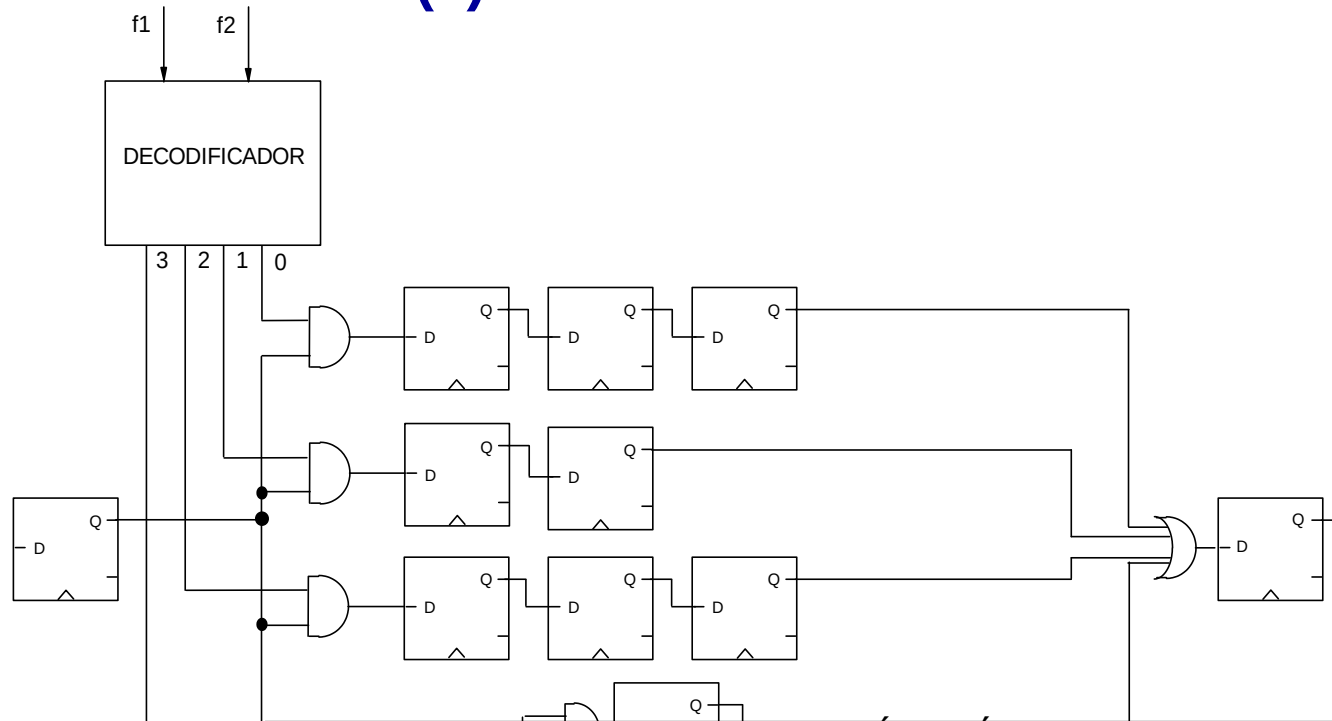 ( )
f1 f2
DECODIFICADOR
3 2 1 0
Q Q Q
D D D
Q Q
D D
Q Q
D D
Q Q Q
D D D
Q